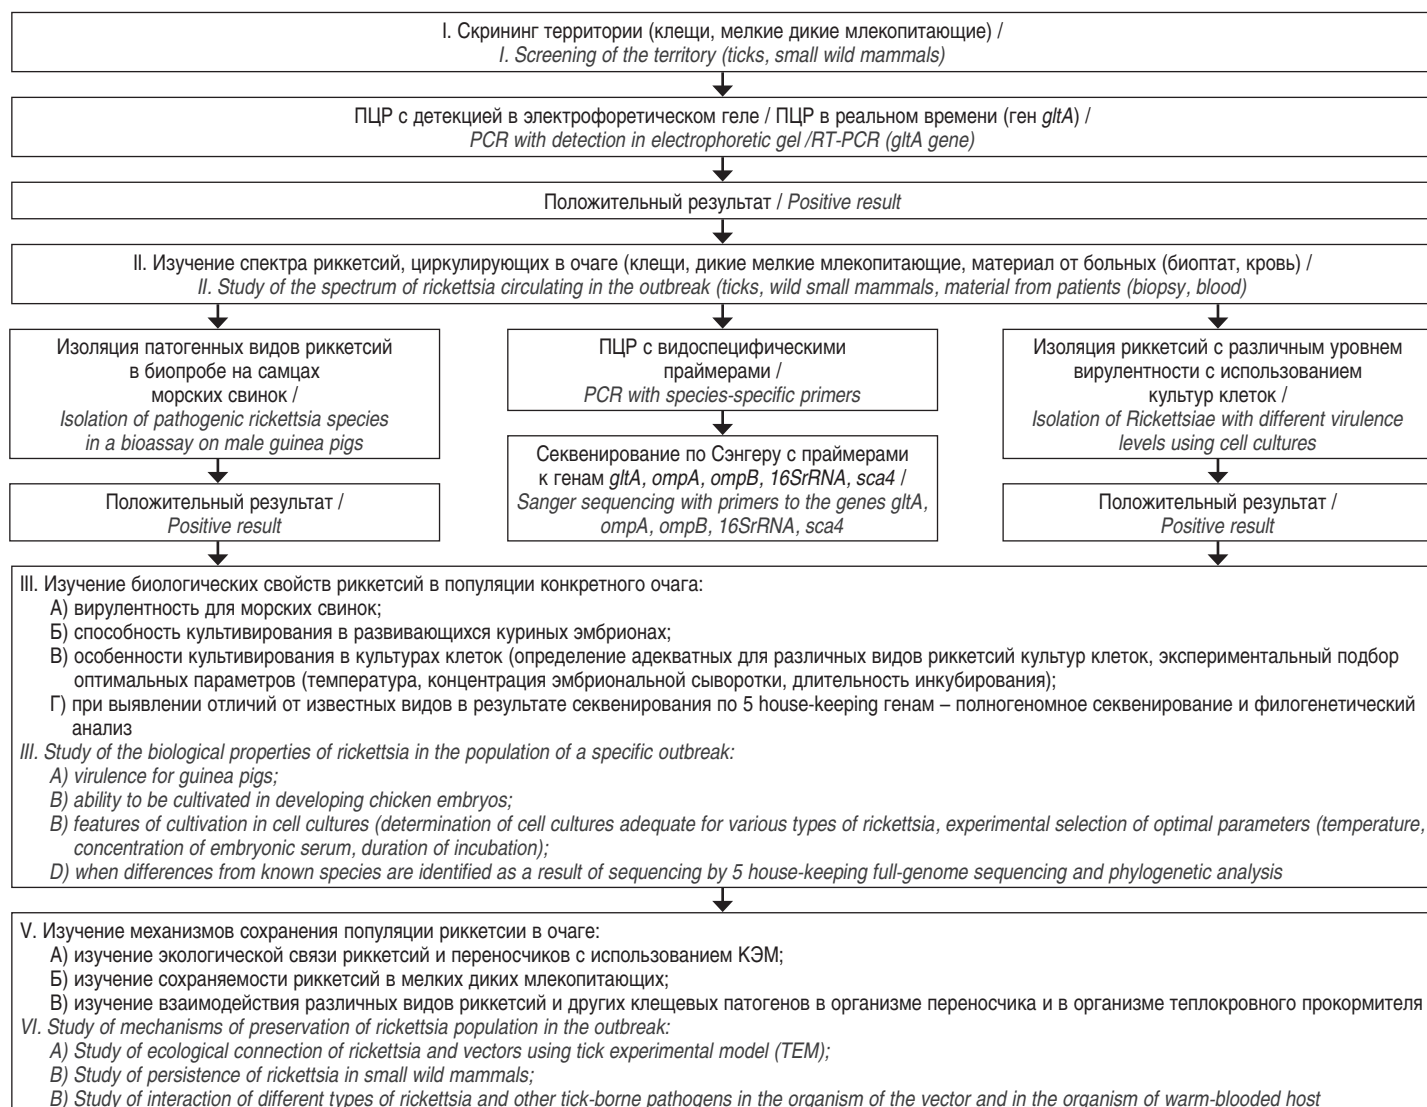 I. Скрининг территории (клещи, мелкие дикие млекопитающие) /
I. Screening of the territory (ticks, small wild mammals)
ПЦР с детекцией в электрофоретическом геле / ПЦР в реальном времени (ген gltA) /
PCR with detection in electrophoretic gel /RT-PCR (gltA gene)
Положительный результат / Positive result
II. Изучение спектра риккетсий, циркулирующих в очаге (клещи, дикие мелкие млекопитающие, материал от больных (биоптат, кровь) /
II. Study of the spectrum of rickettsia circulating in the outbreak (ticks, wild small mammals, material from patients (biopsy, blood)
Изоляция патогенных видов риккетсий
в биопробе на самцах
морских свинок /
Isolation of pathogenic rickettsia species
in a bioassay on male guinea pigs
Положительный результат /
Positive result
ПЦР с видоспецифическими
праймерами /
PCR with species-specific primers
Секвенирование по Сэнгеру с праймерами
к генам gltA, ompA, ompB, 16SrRNA, sca4 /
Sanger sequencing with primers to the genes gltA,
ompA, ompB, 16SrRNA, sca4
Изоляция риккетсий с различным уровнем
вирулентности с использованием
культур клеток /
Isolation of Rickettsiae with different virulence
levels using cell cultures
Положительный результат /
Positive result
III. Изучение биологических свойств риккетсий в популяции конкретного очага:
А) вирулентность для морских свинок;
Б) способность культивирования в развивающихся куриных эмбрионах;
В) особенности культивирования в культурах клеток (определение адекватных для различных видов риккетсий культур клеток, экспериментальный подбор
оптимальных параметров (температура, концентрация эмбриональной сыворотки, длительность инкубирования);
Г) при выявлении отличий от известных видов в результате секвенирования по 5 house-keeping генам – полногеномное секвенирование и филогенетический
анализ
III. Study of the biological properties of rickettsia in the population of a specific outbreak:
A) virulence for guinea pigs;
B) ability to be cultivated in developing chicken embryos;
B) features of cultivation in cell cultures (determination of cell cultures adequate for various types of rickettsia, experimental selection of optimal parameters (temperature,
concentration of embryonic serum, duration of incubation);
D) when differences from known species are identified as a result of sequencing by 5 house-keeping full-genome sequencing and phylogenetic analysis
V. Изучение механизмов сохранения популяции риккетсии в очаге:
А) изучение экологической связи риккетсий и переносчиков с использованием КЭМ;
Б) изучение сохраняемости риккетсий в мелких диких млекопитающих;
В) изучение взаимодействия различных видов риккетсий и других клещевых патогенов в организме переносчика и в организме теплокровного прокормителя
VI. Study of mechanisms of preservation of rickettsia population in the outbreak:
A) Study of ecological connection of rickettsia and vectors using tick experimental model (TEM);
B) Study of persistence of rickettsia in small wild mammals;
B) Study of interaction of different types of rickettsia and other tick-borne pathogens in the organism of the vector and in the organism of warm-blooded host